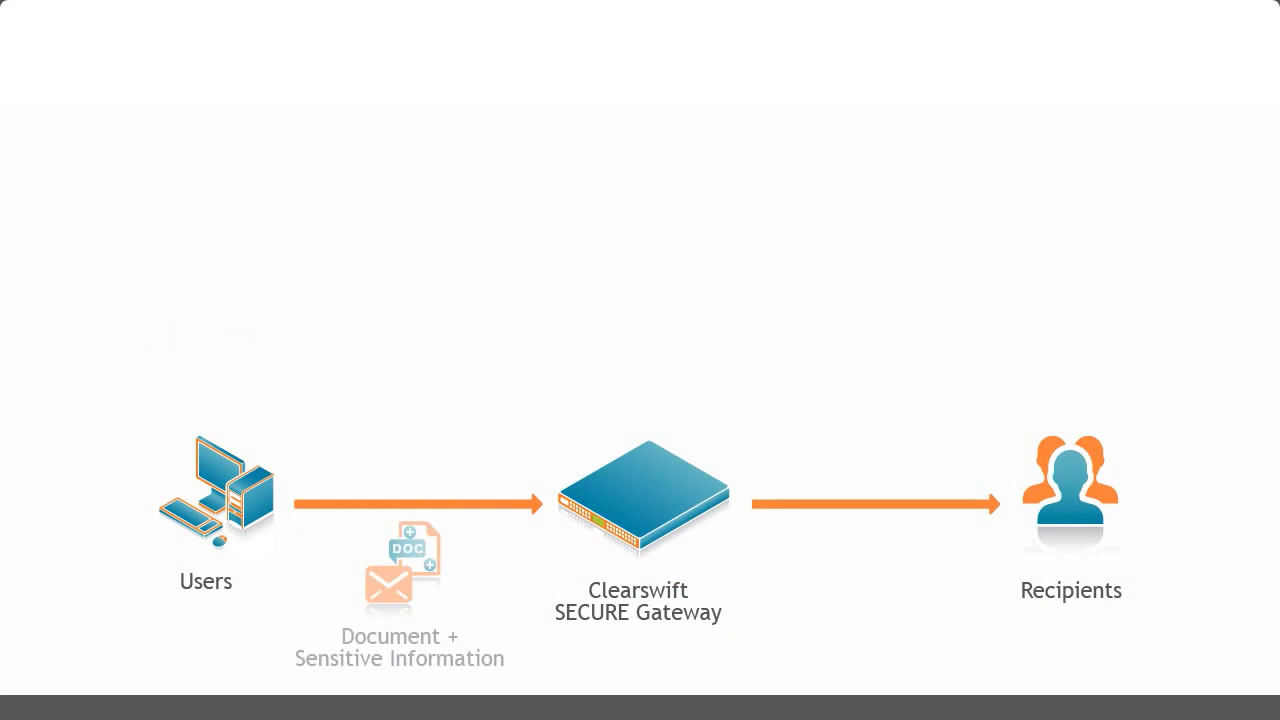 DOC
Users
Document +
Sensitive Information
Clearswift
SECURE Gateway
Recipients